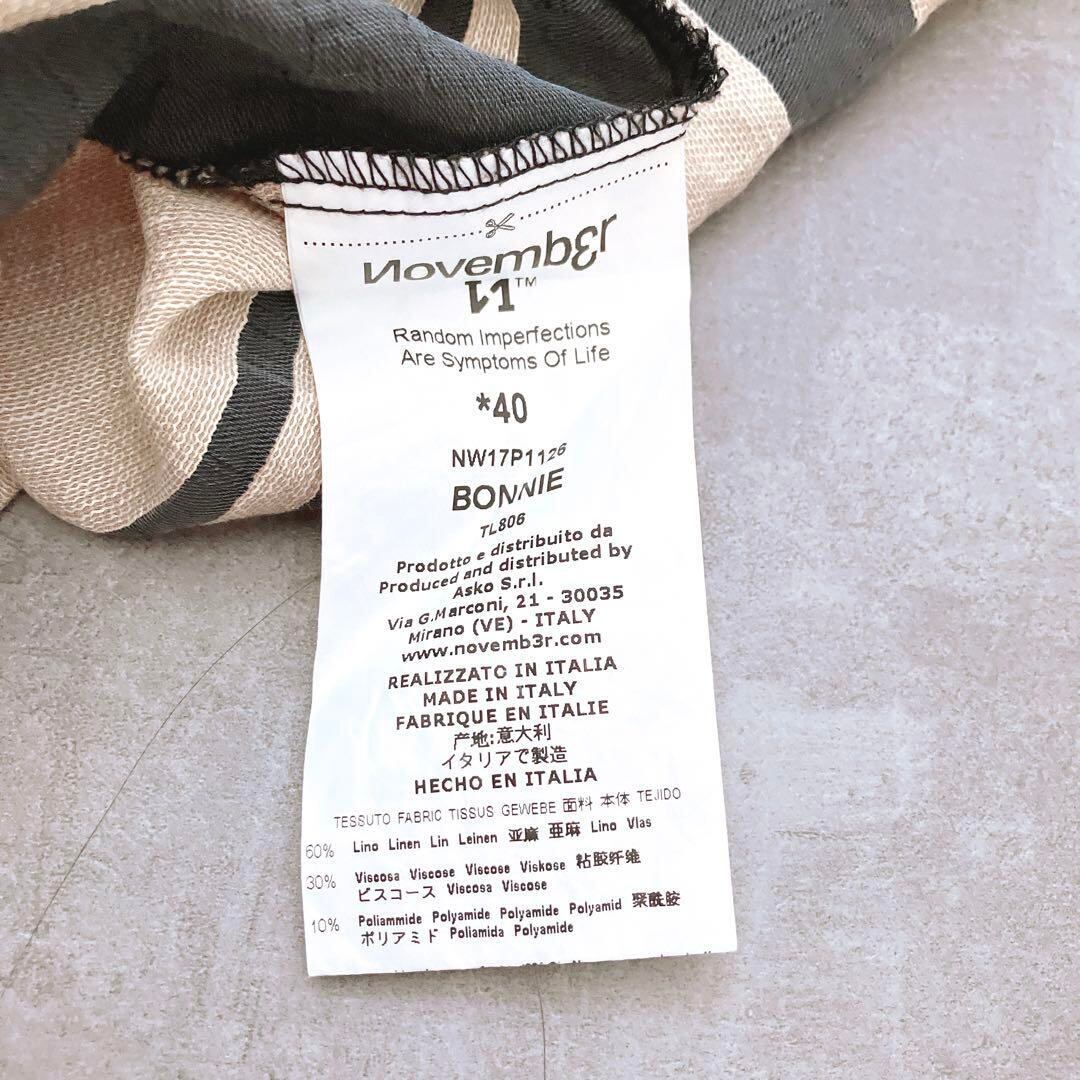 Novemb3r
11™
Random Imperfections
Are Symptoms Of Life
*40
NW17P1126
BONNIE
TL806
Prodotto e distribuito da
Produced and distributed by
Asko S.r.l.
Via G.Marconi, 21 - 30035
Mirano (VE) - ITALY
www.novemb3r.com
REALIZZATO IN ITALIA
MADE IN ITALY
FABRIQUE EN ITALIE
产地:意大利
イタリアで製造
HECHO EN ITALIA
TESSUTO FABRIC TISSUS GEWEBE 面料 本体 TEJIDO
60% Lino Linen Lin Leinen 亚麻 亜麻 Lino Vlas
30% Viscosa Viscose Viscose Viskose 粘胶纤维
ビスコース Viscosa Viscose
10% Poliammide Polyamide Polyamide Polyamid 聚酰胺
ポリアミド Poliamida Polyamide